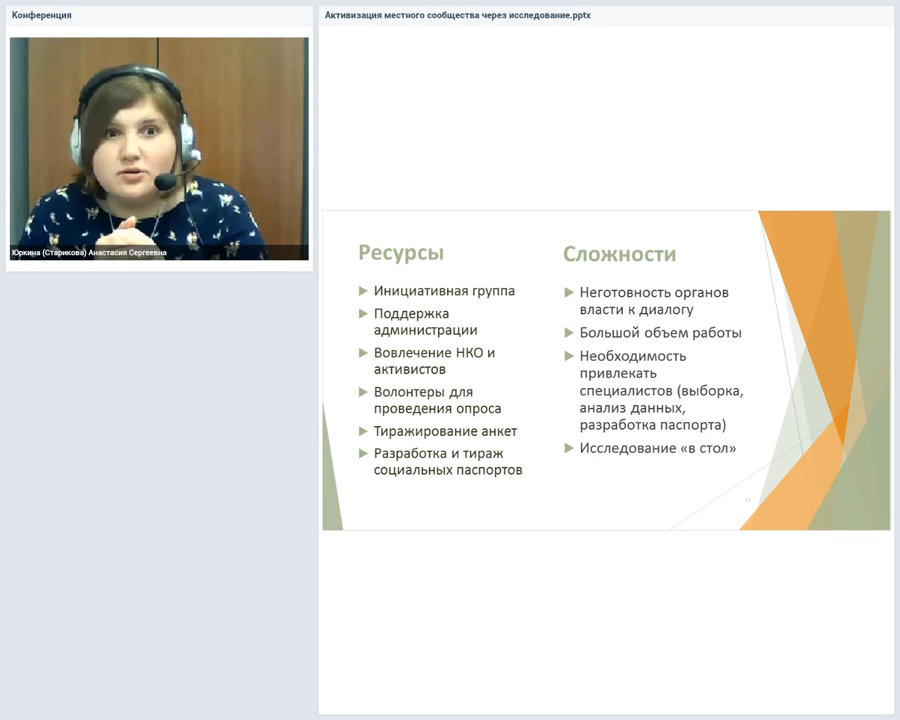 Конференция
Активизация местного сообщества через исследование.pptx
Юркина (Старикова) Анастасия Сергеевна
Ресурсы
Инициативная группа
Поддержка
администрации
Вовлечение НКО и
активистов
Волонтеры для
проведения опроса
Тиражирование анкет
Разработка и тираж
социальных паспортов
Сложности
Неготовность органов
власти к диалогу
Большой объем работы
Необходимость
привлекать
специалистов (выборка,
анализ данных,
разработка паспорта)
Исследование «в стол»